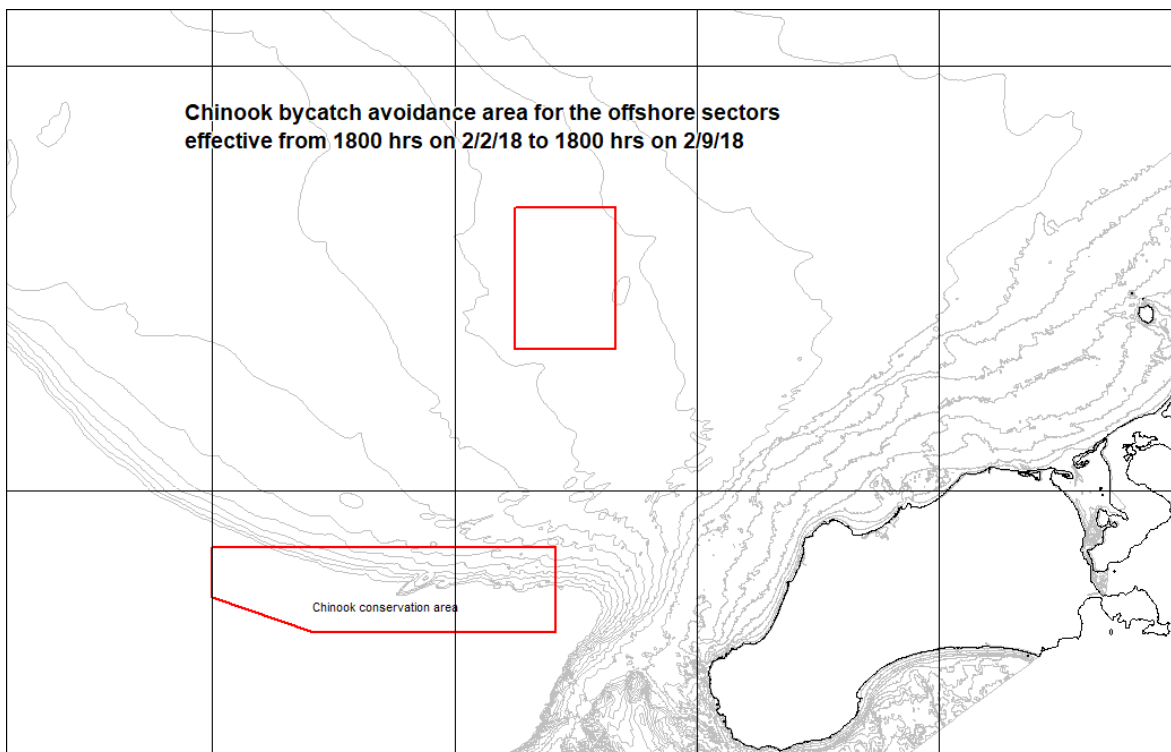 Chinook bycatch avoidance area for the offshore sectors
effective from 1800 hrs on 2/2/18 to 1800 hrs on 2/9/18
Chinook conservation area